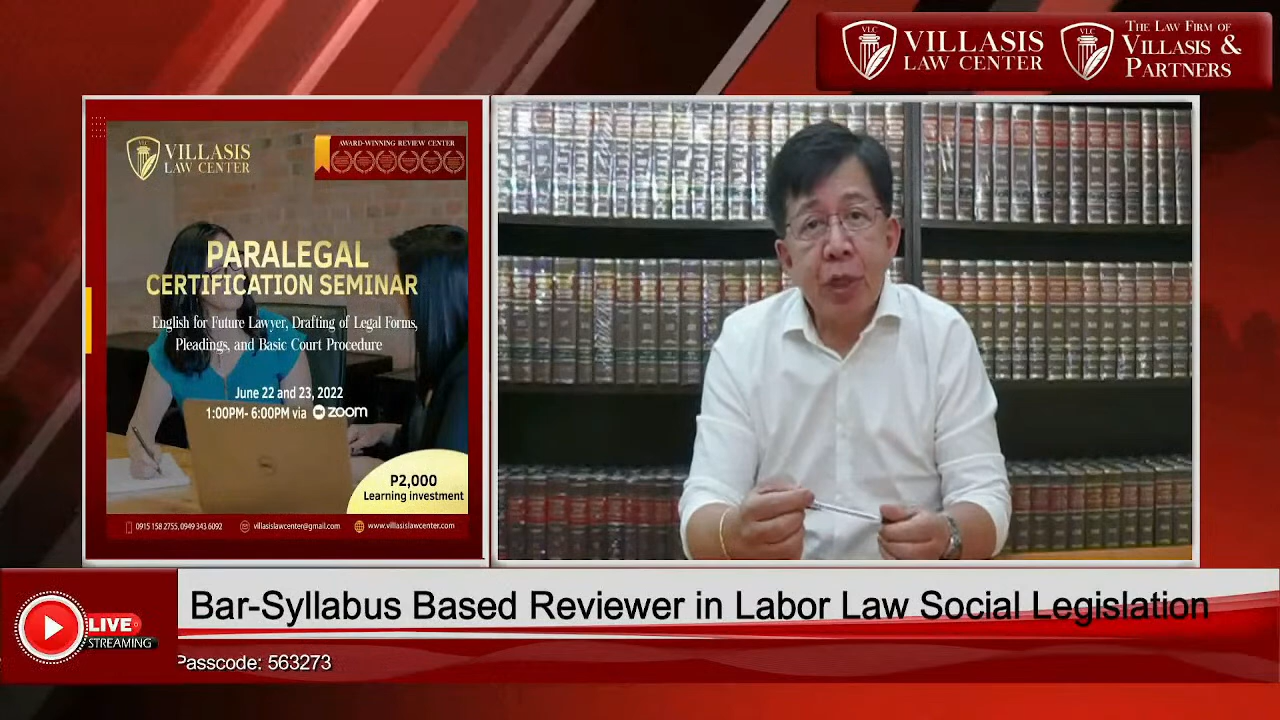 VLC
VILLASIS
LAW CENTER
VLC
THE LAW FIRM OF
VILLASIS &
PARTNERS
VLC
VILLASIS
LAW CENTER
AWARD-WINNING REVIEW CENTER
PARALEGAL
CERTIFICATION SEMINAR
English for Future Lawyer, Drafting of Legal Forms,
Pleadings, and Basic Court Procedure
June 22 and 23, 2022
1:00PM- 6:00PM via zoom
P2,000
Learning investment
0915 158 2755, 0949 343 6092
villasislawcenter@gmail.com
www.villasislawcenter.com
LIVE
STREAMING
Bar-Syllabus Based Reviewer in Labor Law Social Legislation
Passcode: 563273